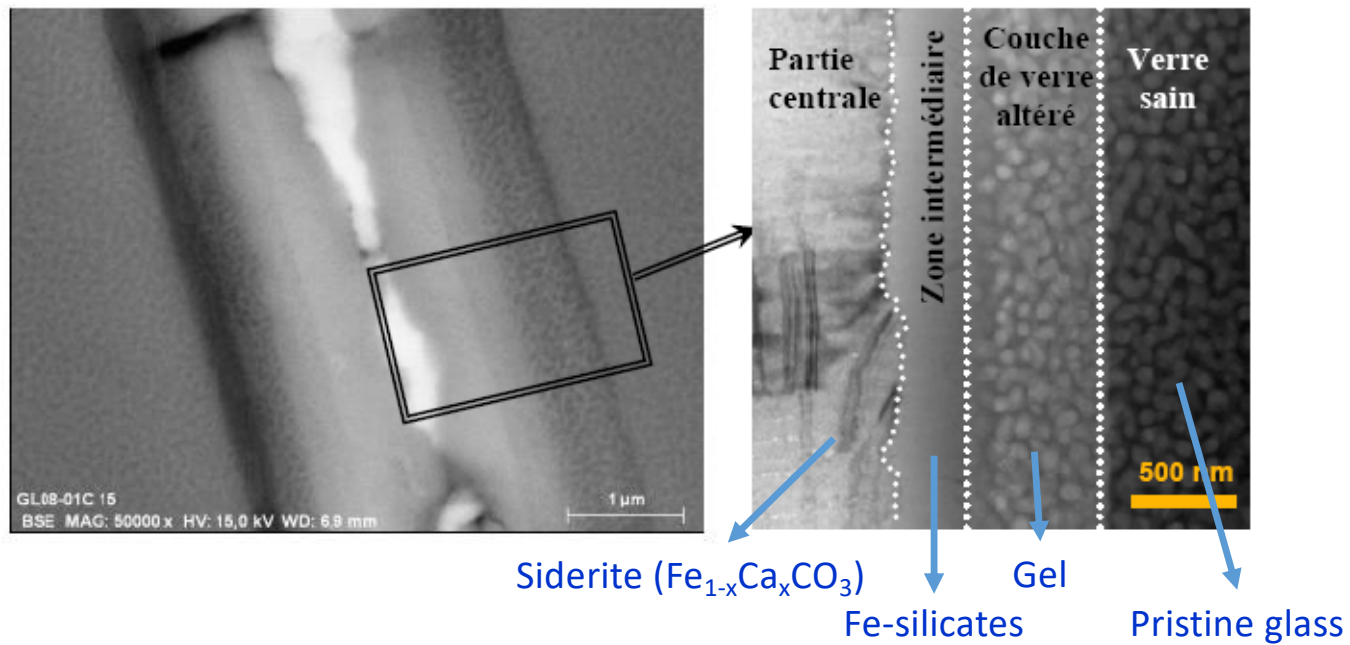 GL08-01C 15
BSE MAG: 50000 x HV: 15,0 kV WD: 6,9 mm
1 µm
Partie
centrale
Zone intermédiaire
Couche
de verre
altéré
Verre
sain
500 nm
Siderite (Fe₁₋ₓCaₓCO₃)
Gel
Fe-silicates
Pristine glass